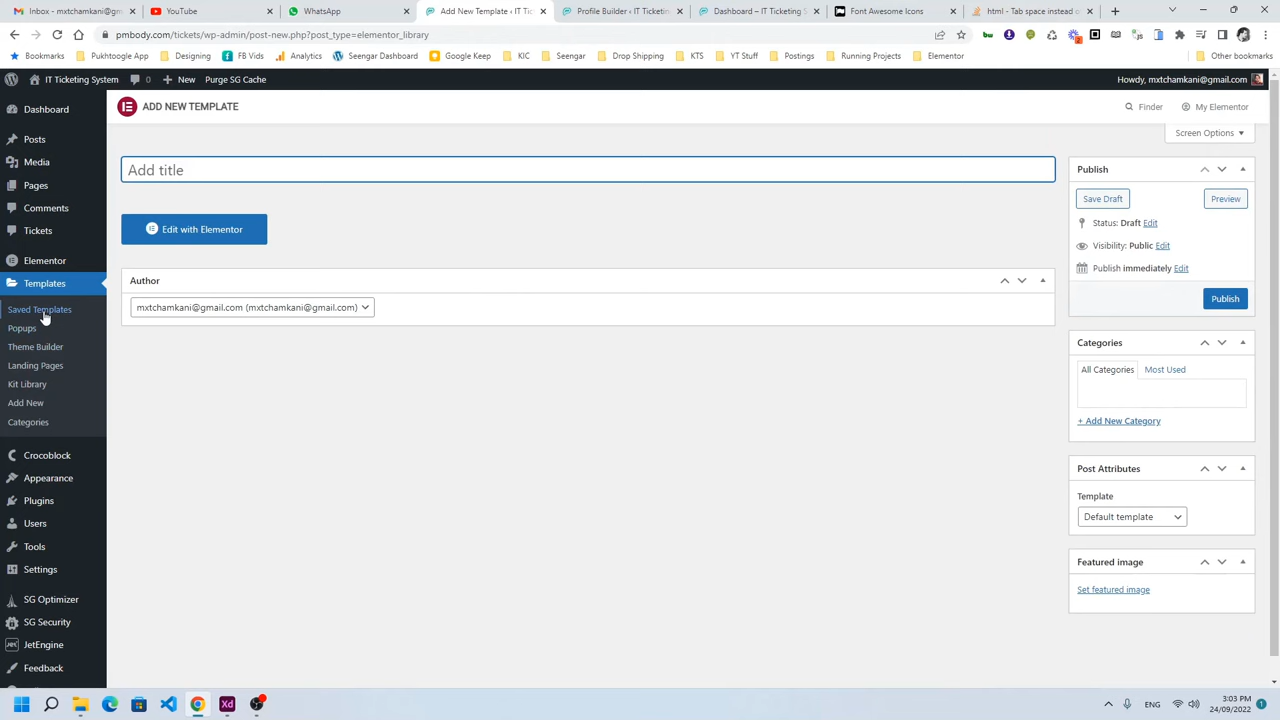 Inbox - mxtchamkani@gm
YouTube
WhatsApp
Add New Template ‹ IT Ti
Profile Builder ‹ IT Ticketin
Dashboard – IT Ticketing S
Font Awesome Icons
html - Tab space instead o
pmbody.com/tickets/wp-admin/post-new.php?post_type=elementor_library
Bookmarks
Pukhtoogle App
Designing
FB Vids
Analytics
Seengar Dashboard
Google Keep
KIC
Seengar
Drop Shipping
KTS
YT Stuff
Postings
Running Projects
Elementor
Other bookmarks
IT Ticketing System
0
New
Purge SG Cache
Howdy, mxtchamkani@gmail.com
Dashboard
ADD NEW TEMPLATE
Finder
My Elementor
Screen Options
Posts
Media
Pages
Comments
Tickets
Elementor
Templates
Saved Templates
Popups
Theme Builder
Landing Pages
Kit Library
Add New
Categories
Crocoblock
Appearance
Plugins
Users
Tools
Settings
SG Optimizer
SG Security
JetEngine
Feedback
Add title
Edit with Elementor
Author
mxtchamkani@gmail.com (mxtchamkani@gmail.com)
Publish
Save Draft
Preview
Status: Draft Edit
Visibility: Public Edit
Publish immediately Edit
Publish
Categories
All Categories
Most Used
+ Add New Category
Post Attributes
Template
Default template
Featured image
Set featured image
ENG
3:03 PM
24/09/2022